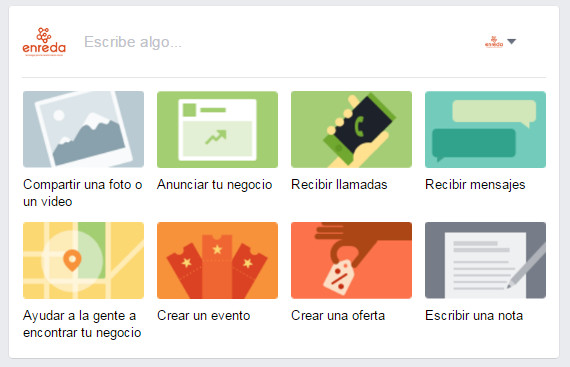 enreda
Escribe algo...
Compartir una foto o
un video
Anunciar tu negocio
Recibir llamadas
Recibir mensajes
Ayudar a la gente a
encontrar tu negocio
Crear un evento
Crear una oferta
Escribir una nota